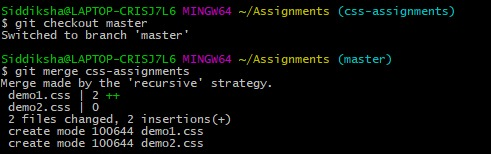 Siddiksha@LAPTOP-CRISJ7L6 MINGW64 ~/Assignments (css-assignments)
$ git checkout master
Switched to branch 'master'
Siddiksha@LAPTOP-CRISJ7L6 MINGW64 ~/Assignments (master)
$ git merge css-assignments
Merge made by the 'recursive' strategy.
demo1.css | 2 ++
demo2.css | 0
2 files changed, 2 insertions(+)
create mode 100644 demo1.css
create mode 100644 demo2.css